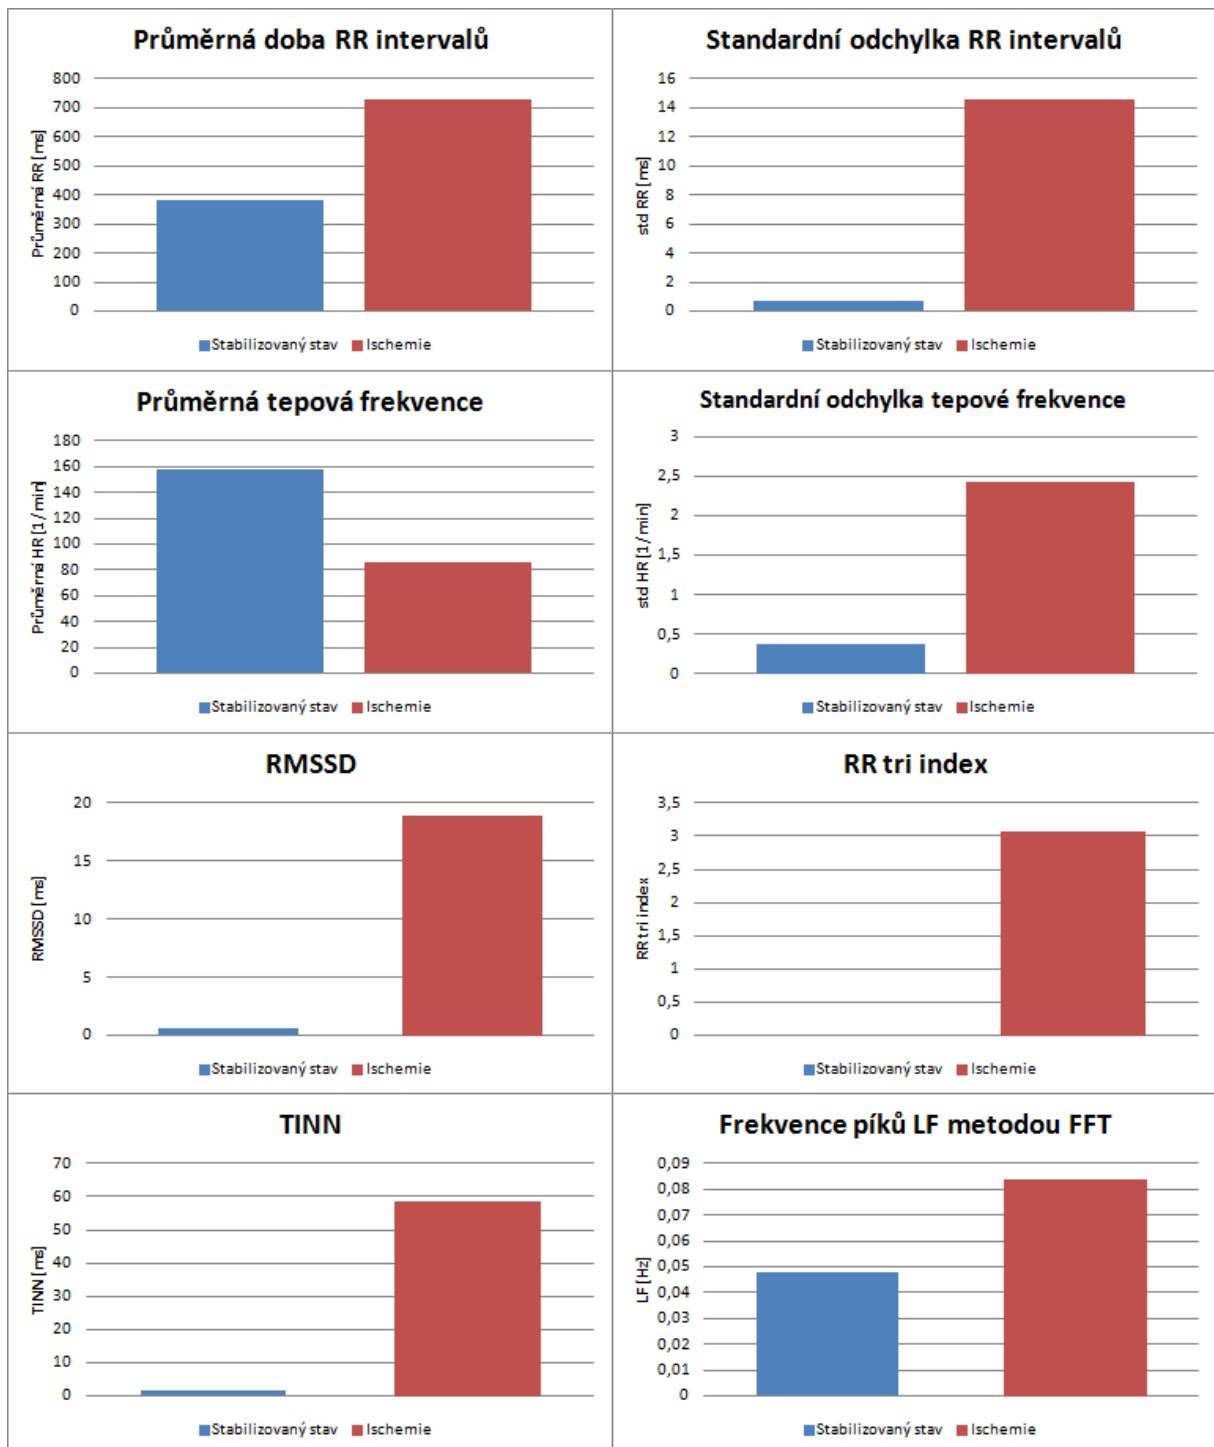 Průměrná doba RR intervalů
800
700
600
500
400
300
200
100
0
Průměrná RR [ms]
Stabilizovaný stav Ischemie
Standardní odchylka RR intervalů
16
14
12
10
8
6
4
2
0
std RR [ms]
Stabilizovaný stav Ischemie
Průměrná tepová frekvence
180
160
140
120
100
80
60
40
20
0
Průměrná HR [1/min]
Stabilizovaný stav Ischemie
Standardní odchylka tepové frekvence
3
2,5
2
1,5
1
0,5
0
std HR [1/min]
Stabilizovaný stav Ischemie
RMSSD
20
15
10
5
0
RMSSD [ms]
Stabilizovaný stav Ischemie
RR tri index
3,5
3
2,5
2
1,5
1
0,5
0
RR tri index
Stabilizovaný stav Ischemie
TINN
70
60
50
40
30
20
10
0
TINN [ms]
Stabilizovaný stav Ischemie
Frekvence píků LF metodou FFT
0,09
0,08
0,07
0,06
0,05
0,04
0,03
0,02
0,01
0
LF [Hz]
Stabilizovaný stav Ischemie